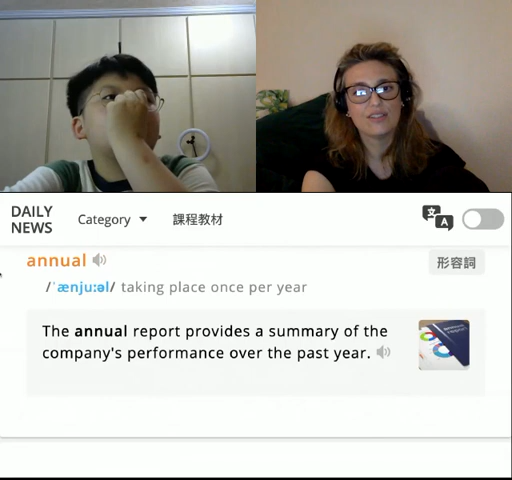 DAILY
NEWS
Category
課程教材
annual
形容詞
/ˈænjuːəl/ taking place once per year
The annual report provides a summary of the
company's performance over the past year.